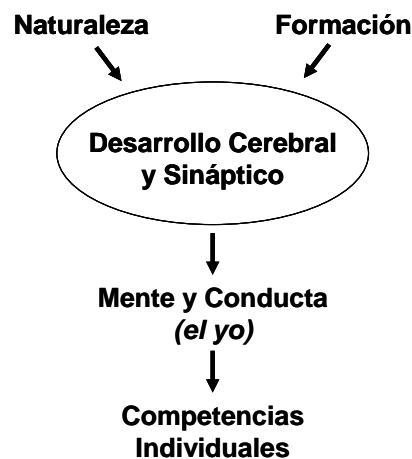 Naturaleza Formación
Desarrollo Cerebral
y Sináptico
Mente y Conducta
(el yo)
Competencias
Individuales